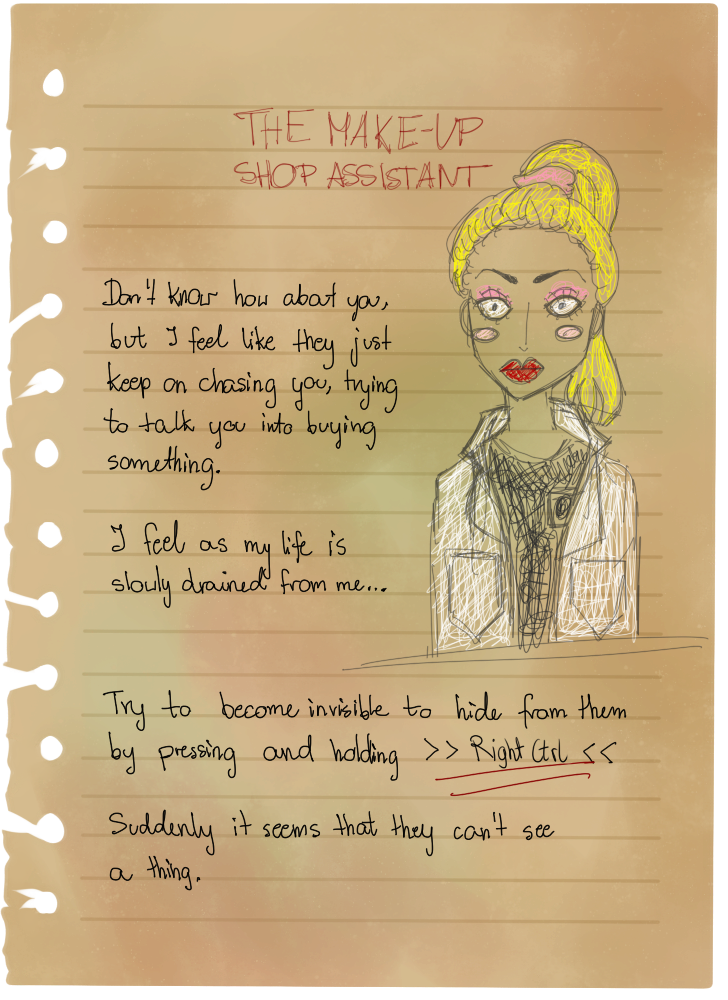 THE MAKE-UP
SHOP ASSISTANT
Don't know how about you,
but I feel like they just
keep on chasing you, trying
to talk you into buying
something.
I feel as my life is
slowly drained from me...
Try to become invisible to hide from them
by pressing and holding >> Right Ctrl <<
Suddenly it seems that they can't see
a thing.